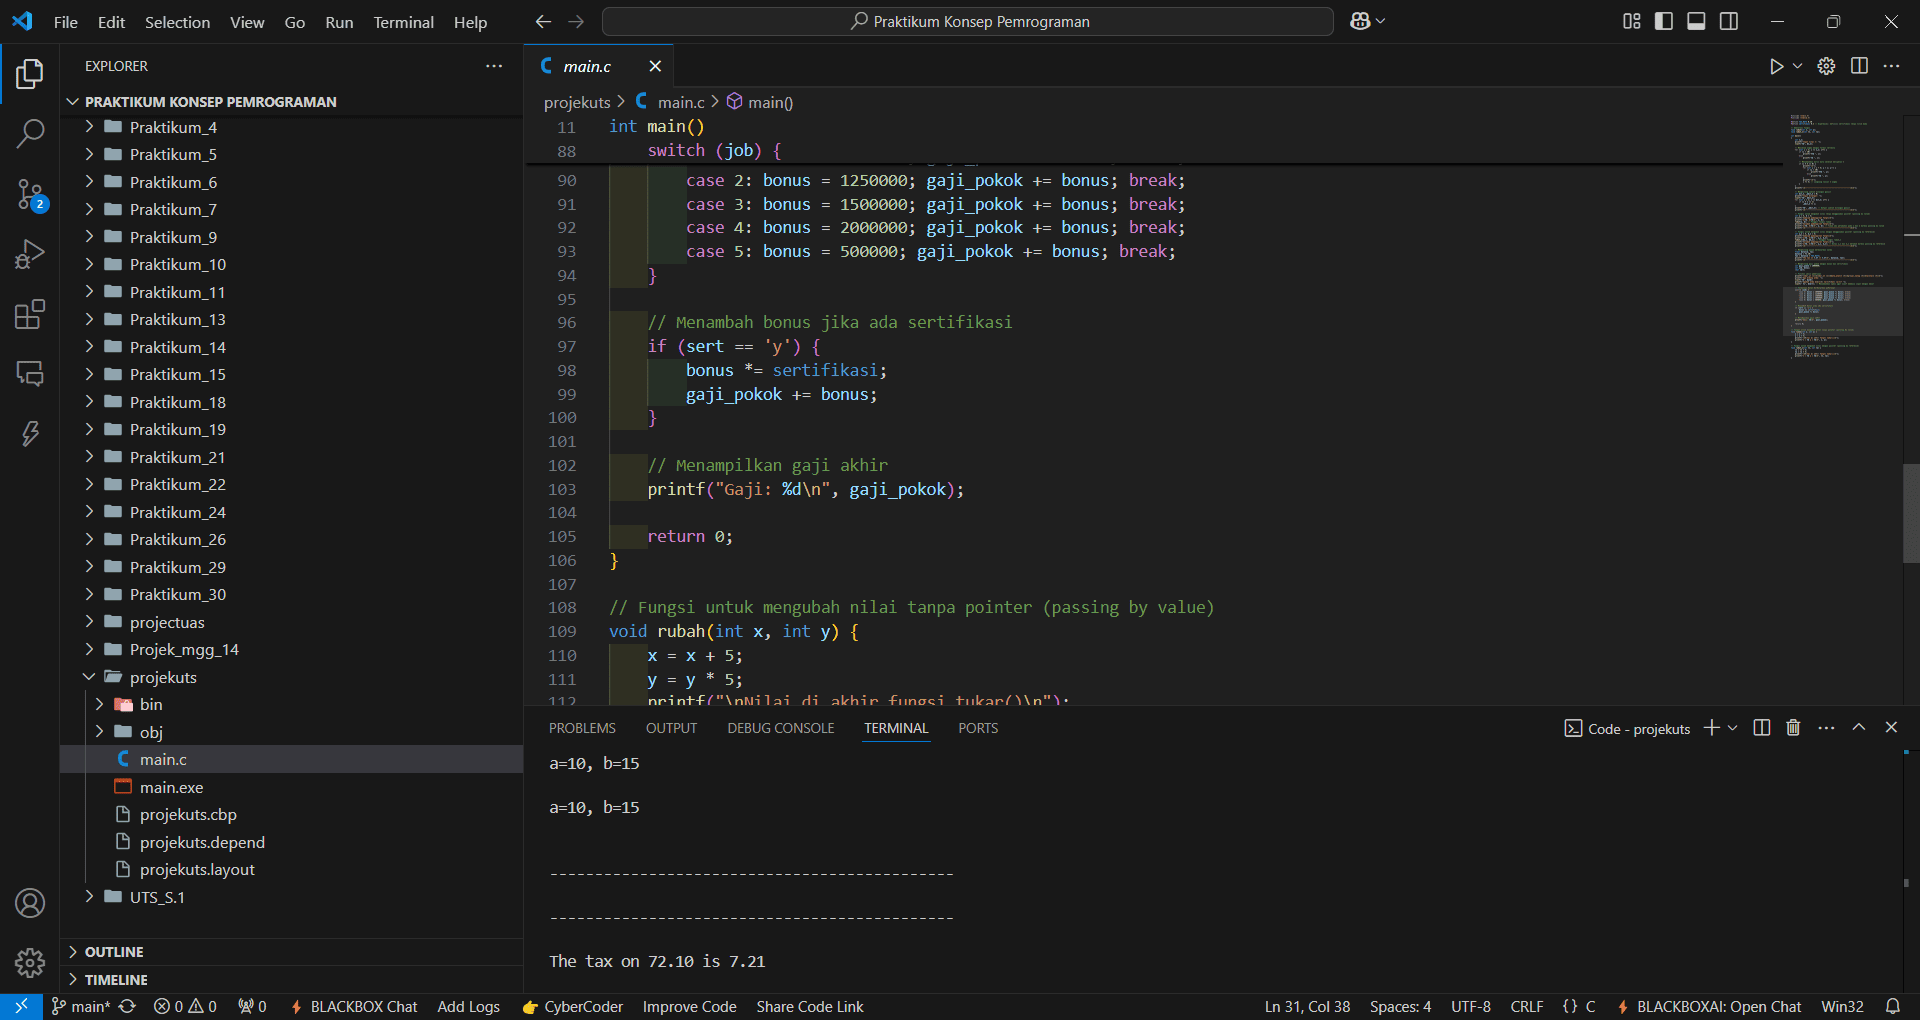 File Edit Selection View Go Run Terminal Help
Praktikum Konsep Pemrograman
EXPLORER
PRAKTIKUM KONSEP PEMROGRAMAN
Praktikum_4
Praktikum_5
Praktikum_6
Praktikum_7
Praktikum_9
Praktikum_10
Praktikum_11
Praktikum_13
Praktikum_14
Praktikum_15
Praktikum_18
Praktikum_19
Praktikum_21
Praktikum_22
Praktikum_24
Praktikum_26
Praktikum_29
Praktikum_30
projectuas
Projek_mgg_14
projekuts
bin
obj
main.c
main.exe
projekuts.cbp
projekuts.depend
projekuts.layout
UTS_S.1
OUTLINE
TIMELINE
2
main.c
projekuts > main.c > main()
11 int main()
88 switch (job) {
90 case 2: bonus = 1250000; gaji_pokok += bonus; break;
91 case 3: bonus = 1500000; gaji_pokok += bonus; break;
92 case 4: bonus = 2000000; gaji_pokok += bonus; break;
93 case 5: bonus = 500000; gaji_pokok += bonus; break;
94 }
95
96 // Menambah bonus jika ada sertifikasi
97 if (sert == 'y') {
98 bonus *= sertifikasi;
99 gaji_pokok += bonus;
100 }
101
102 // Menampilkan gaji akhir
103 printf("Gaji: %d\n", gaji_pokok);
104
105 return 0;
106 }
107
108 // Fungsi untuk mengubah nilai tanpa pointer (passing by value)
109 void rubah(int x, int y) {
110 x = x + 5;
111 y = y * 5;
112 printf("\nNilai di akhir fungsi tukar()\n");
PROBLEMS OUTPUT DEBUG CONSOLE TERMINAL PORTS
Code - projekuts
a=10, b=15
a=10, b=15
---------------------------------------------
---------------------------------------------
The tax on 72.10 is 7.21
main* 0 0 0 BLACKBOX Chat Add Logs CyberCoder Improve Code Share Code Link
Ln 31, Col 38 Spaces: 4 UTF-8 CRLF {} C BLACKBOXAI: Open Chat Win32